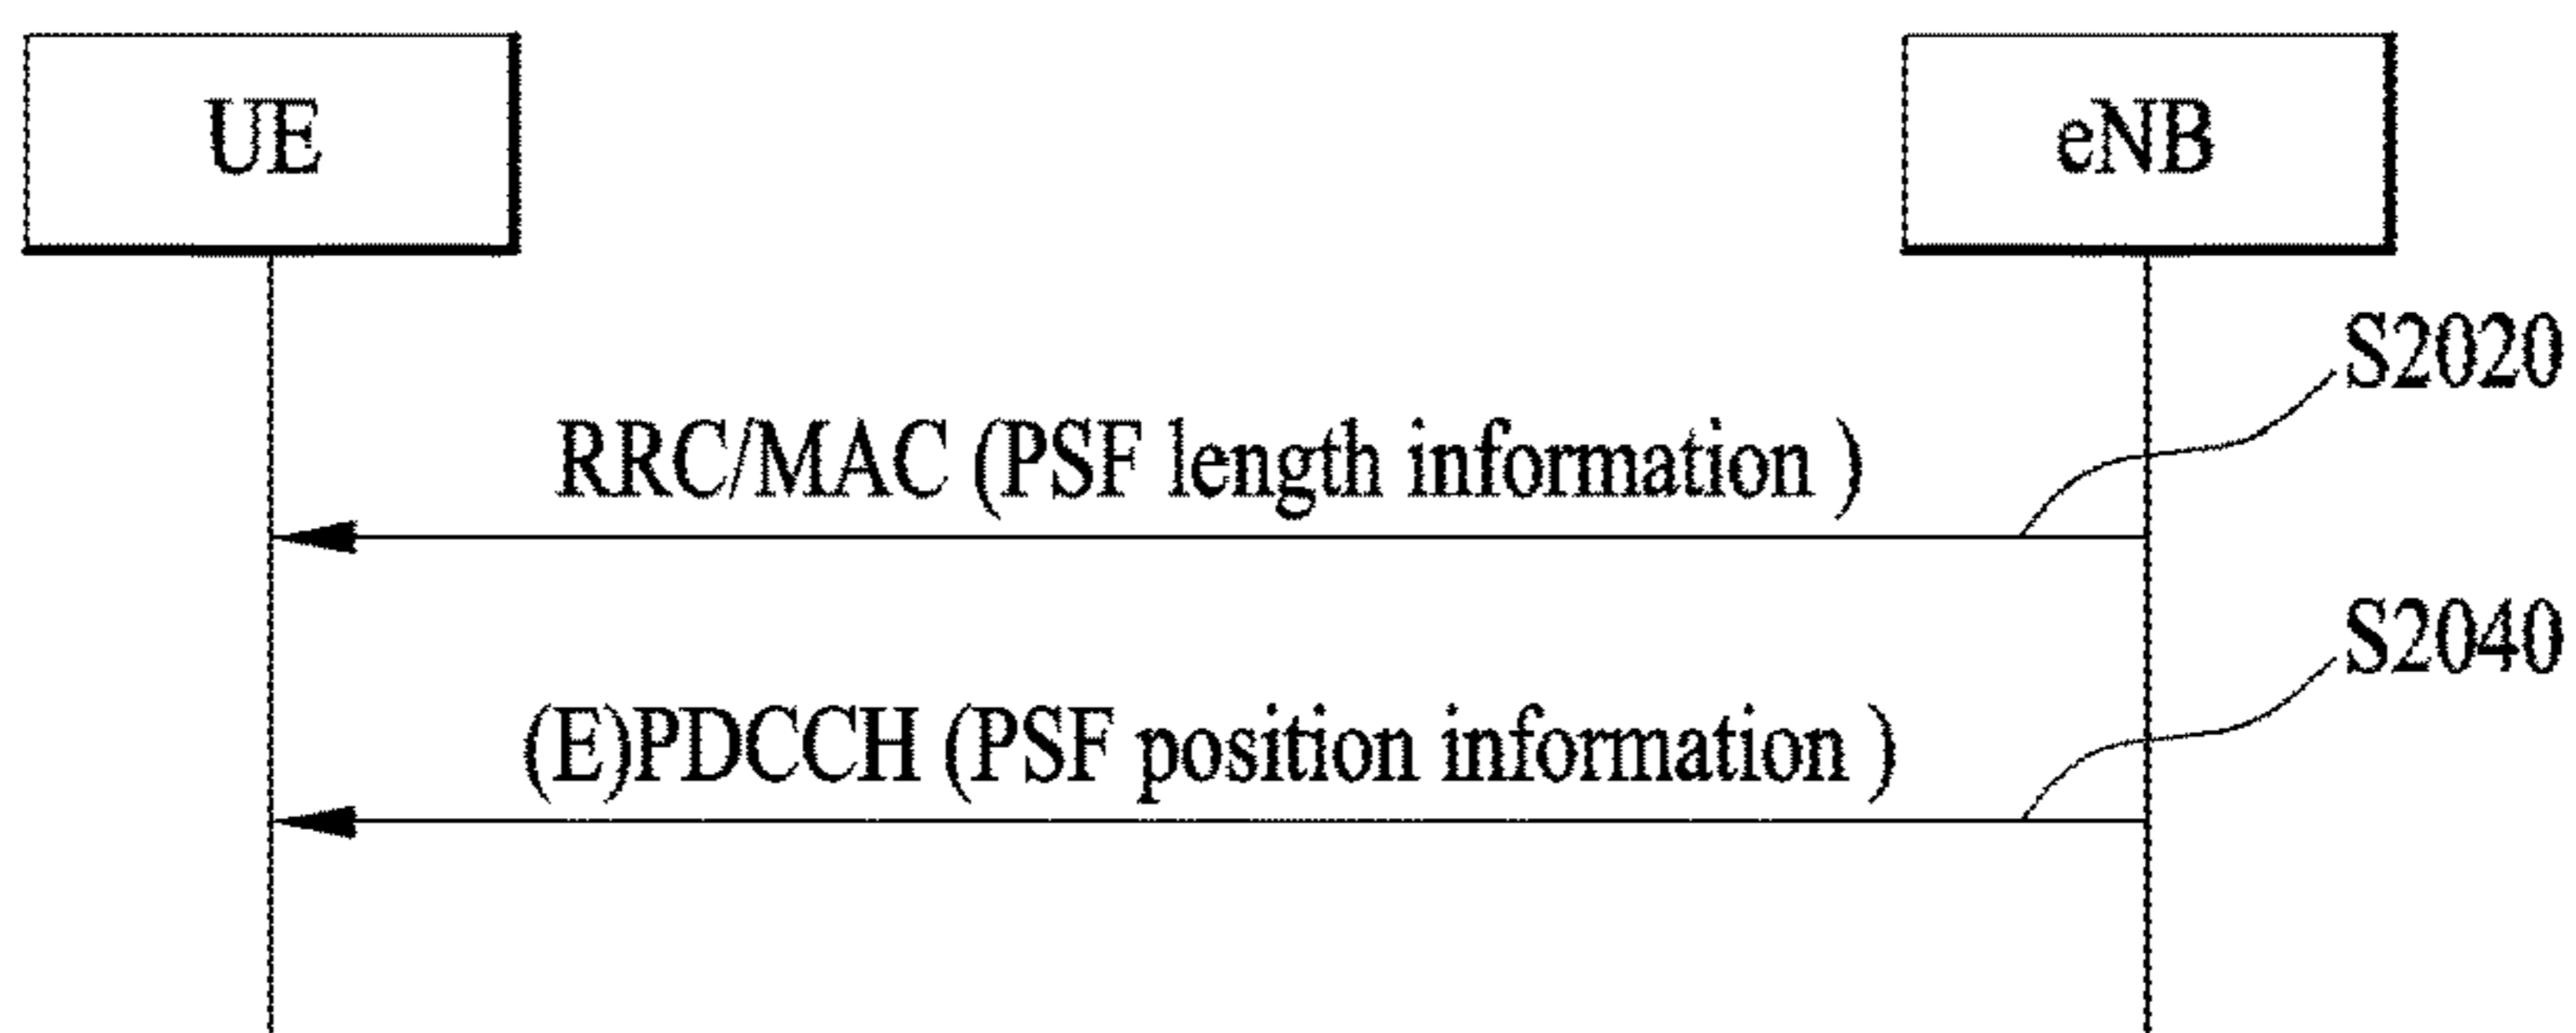 UE
eNB
S2020
RRC/MAC (PSF length information )
S2040
(E)PDCCH (PSF position information )